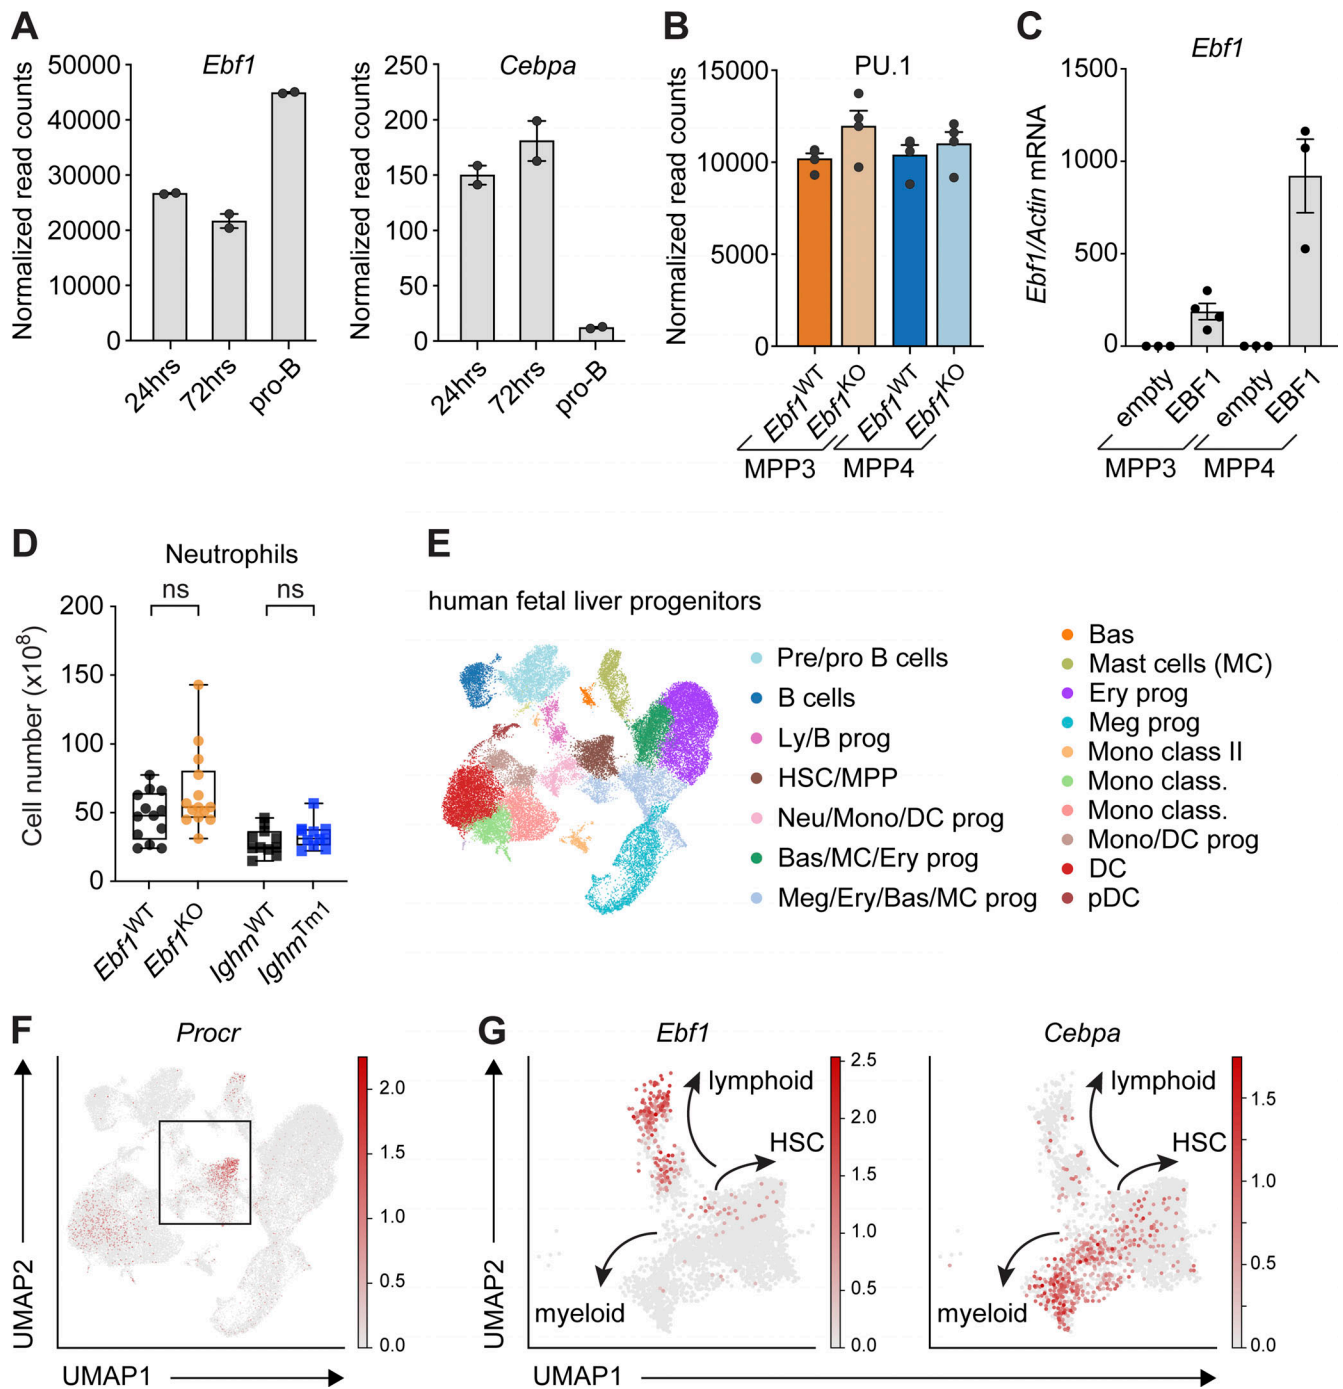 A
Ebf1
Normalized read counts
50000
40000
30000
20000
10000
0
24hrs
72hrs
pro-B
Cebpa
Normalized read counts
250
200
150
100
50
0
24hrs
72hrs
pro-B
B
PU.1
Normalized read counts
15000
10000
5000
0
Ebf1WT
Ebf1KO
Ebf1WT
Ebf1KO
MPP3
MPP4
C
Ebf1
Ebf1/Actin mRNA
1500
1000
500
0
empty
EBF1
empty
EBF1
MPP3
MPP4
D
Neutrophils
ns
ns
Cell number (x10⁸)
200
150
100
50
0
Ebf1WT
Ebf1KO
IghmWT
IghmTm1
E
human fetal liver progenitors
Pre/pro B cells
B cells
Ly/B prog
HSC/MPP
Neu/Mono/DC prog
Bas/MC/Ery prog
Meg/Ery/Bas/MC prog
Bas
Mast cells (MC)
Ery prog
Meg prog
Mono class II
Mono class.
Mono class.
Mono/DC prog
DC
pDC
F
Procr
2.0
1.5
1.0
0.5
0.0
UMAP2
UMAP1
G
Ebf1
lymphoid
HSC
myeloid
2.5
2.0
1.5
1.0
0.5
0.0
Cebpa
lymphoid
HSC
myeloid
1.5
1.0
0.5
0.0
UMAP2
UMAP1